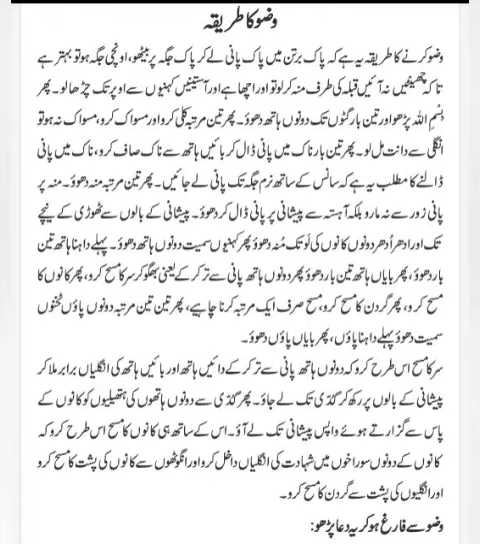 وضو کا طریقہ
وضو کرنے کا طریقہ یہ ہے کہ پاک برتن میں پاک پانی لے کر پاک جگہ پر بیٹھو، اونچی جگہ ہو تو بہتر ہے
تاکہ چھینٹیں نہ آئیں قبلہ کی طرف منہ کر لو تو اور اچھا ہے اور آستینیں کہنیوں سے اوپر تک چڑھا لو۔ پھر
بِسْمِ اللہ پڑھو اور تین بار گٹوں تک دونوں ہاتھ دھوؤ۔ پھر تین مرتبہ کلی کرو اور مسواک کرو، مسواک نہ ہو تو
انگلی سے دانت مل لو۔ پھر تین بار ناک میں پانی ڈال کر بائیں ہاتھ سے ناک صاف کرو، ناک میں پانی
ڈالنے کا مطلب یہ ہے کہ سانس کے ساتھ نرم جگہ تک پانی لے جائیں۔ پھر تین مرتبہ منہ دھوؤ۔ منہ پر
پانی زور سے نہ مارو بلکہ آہستہ سے پیشانی پر پانی ڈال کر دھوؤ۔ پیشانی کے بالوں سے ٹھوڑی کے نیچے
تک اور ادھر اُدھر دونوں کانوں کی لَو تک مُنہ دھوؤ پھر کہنیوں سمیت دونوں ہاتھ دھوؤ۔ پہلے داہنا ہاتھ تین
بار دھوؤ، پھر بایاں ہاتھ تین بار دھوؤ پھر دونوں ہاتھ پانی سے تر کر کے یعنی بھگو کر سر کا مسح کرو، پھر کانوں کا
مسح کرو، پھر گردن کا مسح کرو، مسح صرف ایک مرتبہ کرنا چاہیے، پھر تین تین مرتبہ دونوں پاؤں ٹخنوں
سمیت دھوؤ پہلے داہنا پاؤں، پھر بایاں پاؤں دھوؤ۔
سر کا مسح اس طرح کرو کہ دونوں ہاتھ پانی سے تر کر کے دائیں ہاتھ اور بائیں ہاتھ کی انگلیاں برابر ملا کر
پیشانی کے بالوں پر رکھ کر گدّی تک لے جاؤ۔ پھر گدّی سے دونوں ہاتھوں کی ہتھیلیوں کو کانوں کے
پاس سے گزارتے ہوئے واپس پیشانی تک لے آؤ۔ اس کے ساتھ ہی کانوں کا مسح اس طرح کرو کہ
کانوں کے دونوں سوراخوں میں شہادت کی انگلیاں داخل کرو اور انگوٹھوں سے کانوں کی پشت کا مسح کرو
اور انگلیوں کی پشت سے گردن کا مسح کرو۔
وضو سے فارغ ہو کر یہ دعا پڑھو: